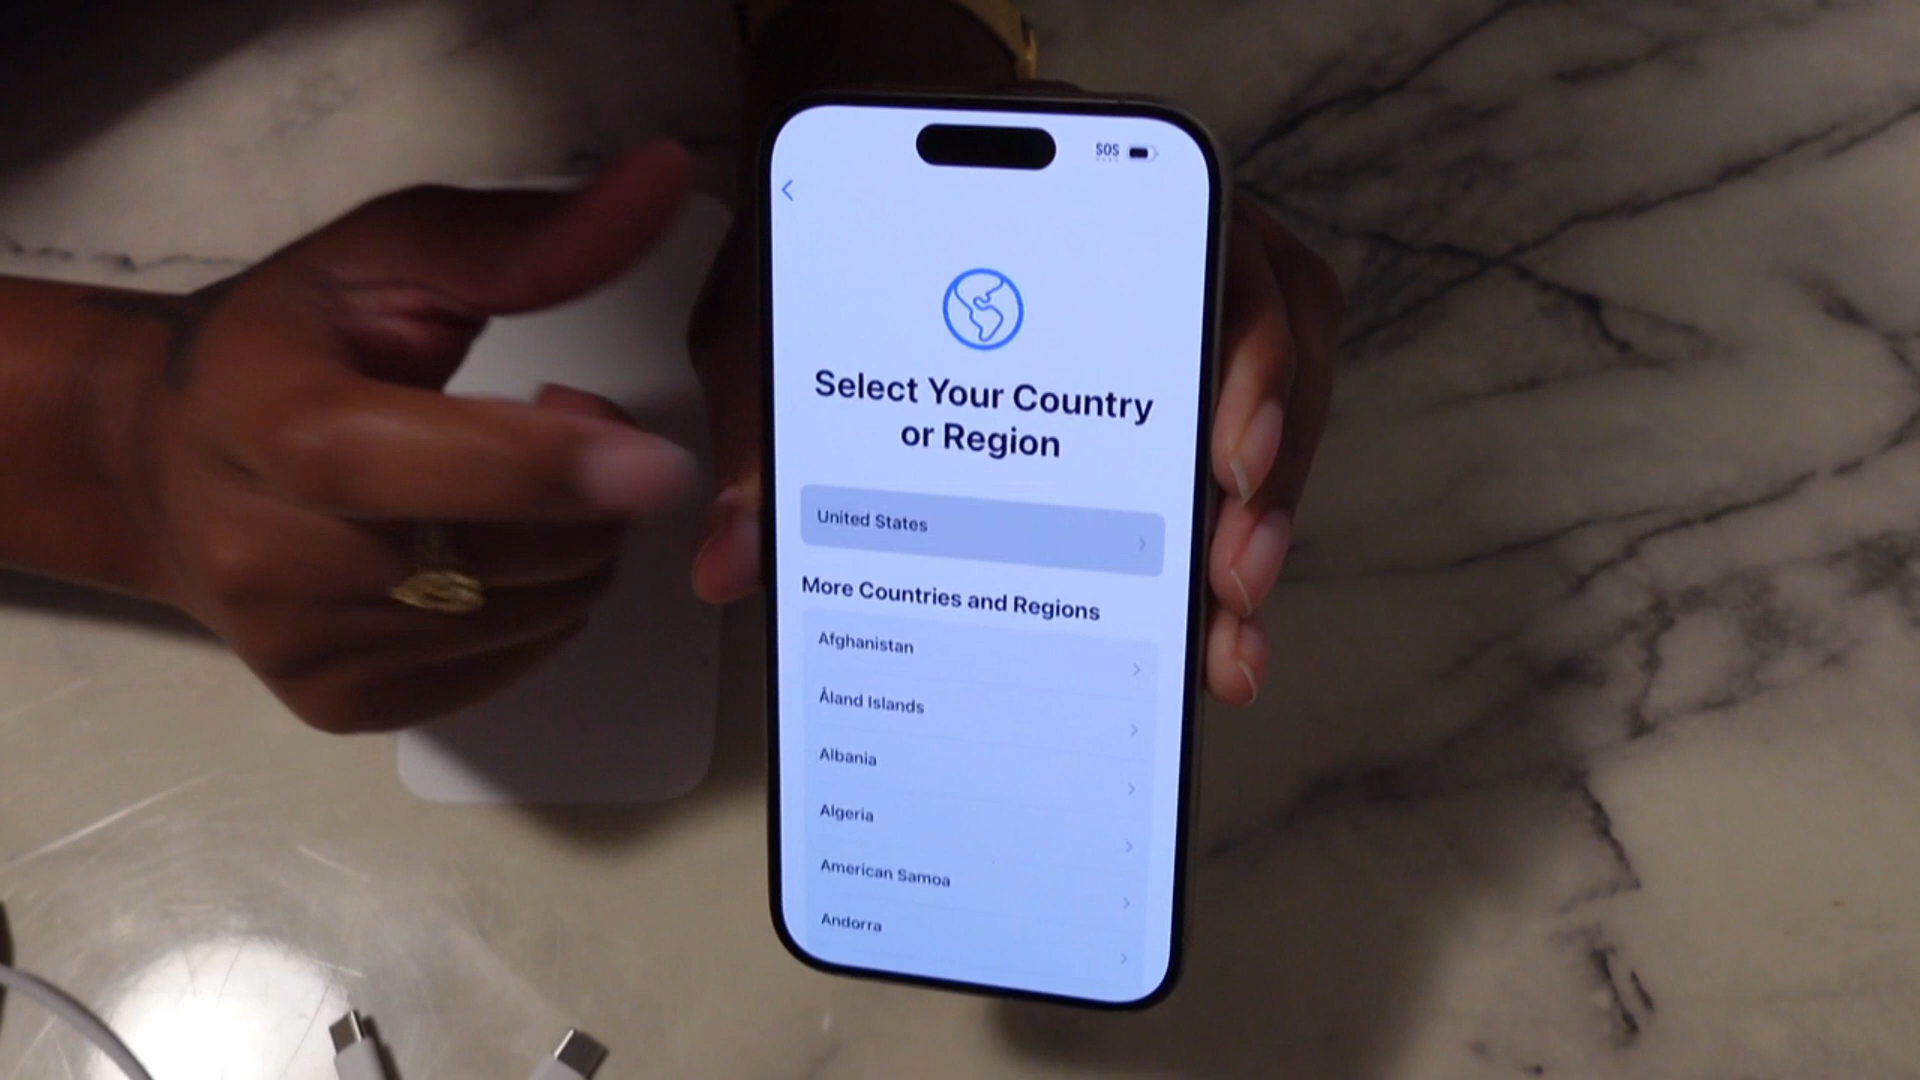 SOS
Select Your Country
or Region
United States
More Countries and Regions
Afghanistan
Åland Islands
Albania
Algeria
American Samoa
Andorra